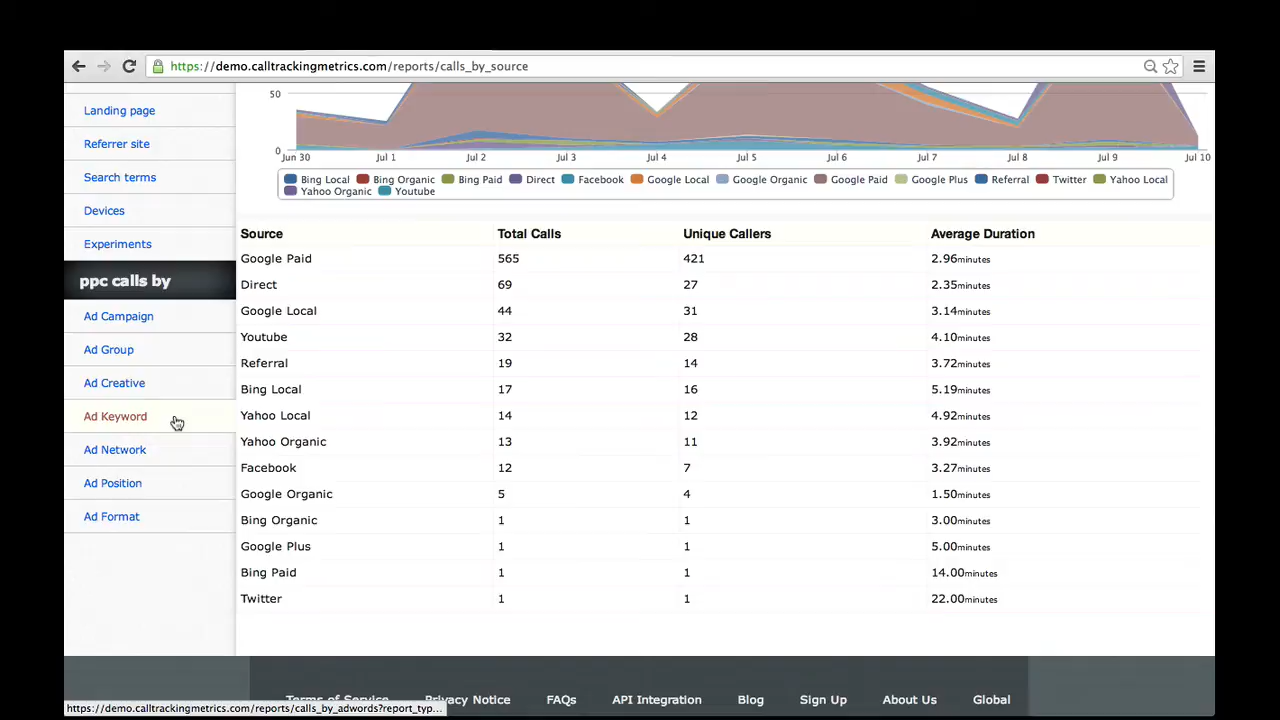 https://demo.calltrackingmetrics.com/reports/calls_by_source
Landing page
Referrer site
Search terms
Devices
Experiments
ppc calls by
Ad Campaign
Ad Group
Ad Creative
Ad Keyword
Ad Network
Ad Position
Ad Format
50
0
Jun 30 Jul 1 Jul 2 Jul 3 Jul 4 Jul 5 Jul 6 Jul 7 Jul 8 Jul 9 Jul 10
Bing Local Bing Organic Bing Paid Direct Facebook Google Local Google Organic Google Paid Google Plus Referral Twitter Yahoo Local
Yahoo Organic Youtube
Source Total Calls Unique Callers Average Duration
Google Paid 565 421 2.96minutes
Direct 69 27 2.35minutes
Google Local 44 31 3.14minutes
Youtube 32 28 4.10minutes
Referral 19 14 3.72minutes
Bing Local 17 16 5.19minutes
Yahoo Local 14 12 4.92minutes
Yahoo Organic 13 11 3.92minutes
Facebook 12 7 3.27minutes
Google Organic 5 4 1.50minutes
Bing Organic 1 1 3.00minutes
Google Plus 1 1 5.00minutes
Bing Paid 1 1 14.00minutes
Twitter 1 1 22.00minutes
Terms of Service Privacy Notice FAQs API Integration Blog Sign Up About Us Global
https://demo.calltrackingmetrics.com/reports/calls_by_adwords?report_typ...